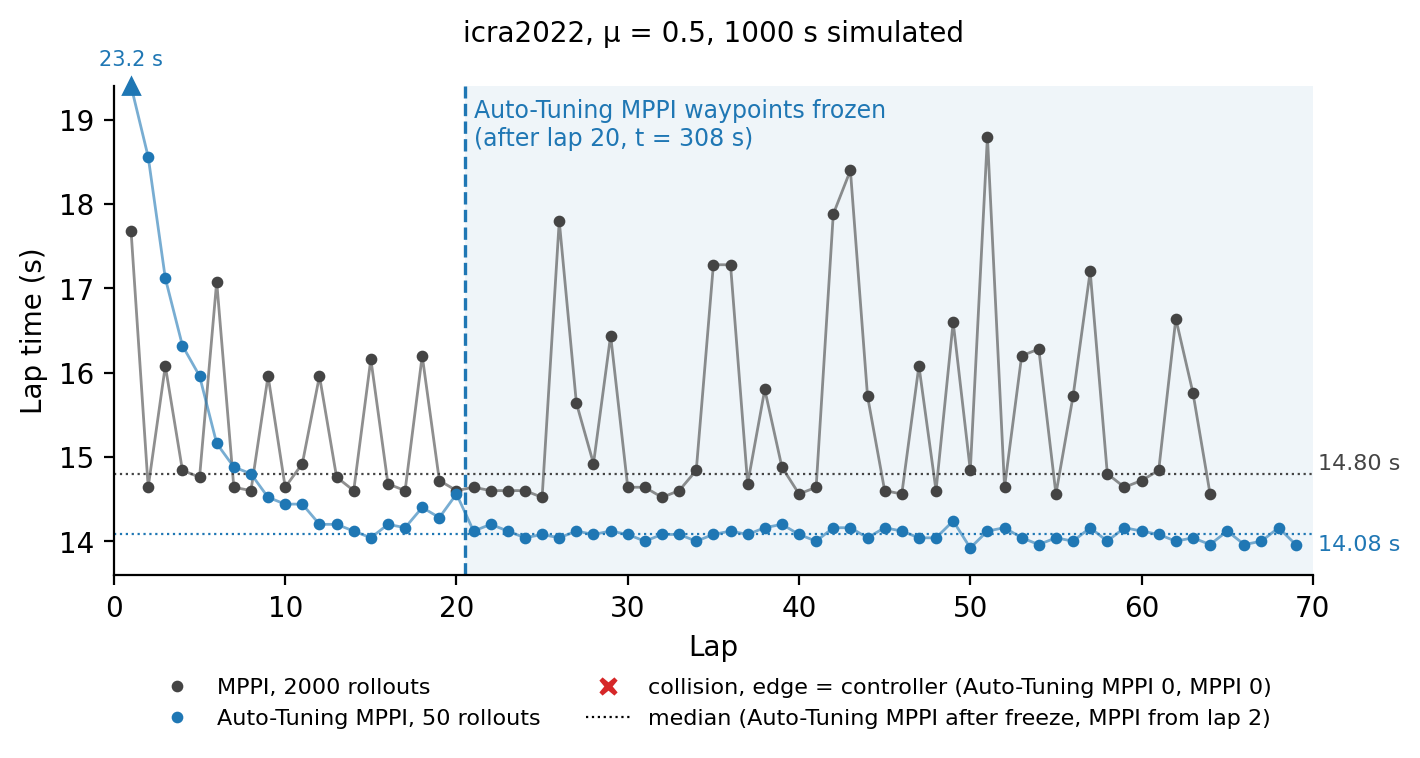 icra2022, μ = 0.5, 1000 s simulated
23.2 s
Auto-Tuning MPPI waypoints frozen
(after lap 20, t = 308 s)
Lap time (s)
19
18
17
16
15
14
14.80 s
14.08 s
0 10 20 30 40 50 60 70
Lap
MPPI, 2000 rollouts
Auto-Tuning MPPI, 50 rollouts
collision, edge = controller (Auto-Tuning MPPI 0, MPPI 0)
median (Auto-Tuning MPPI after freeze, MPPI from lap 2)